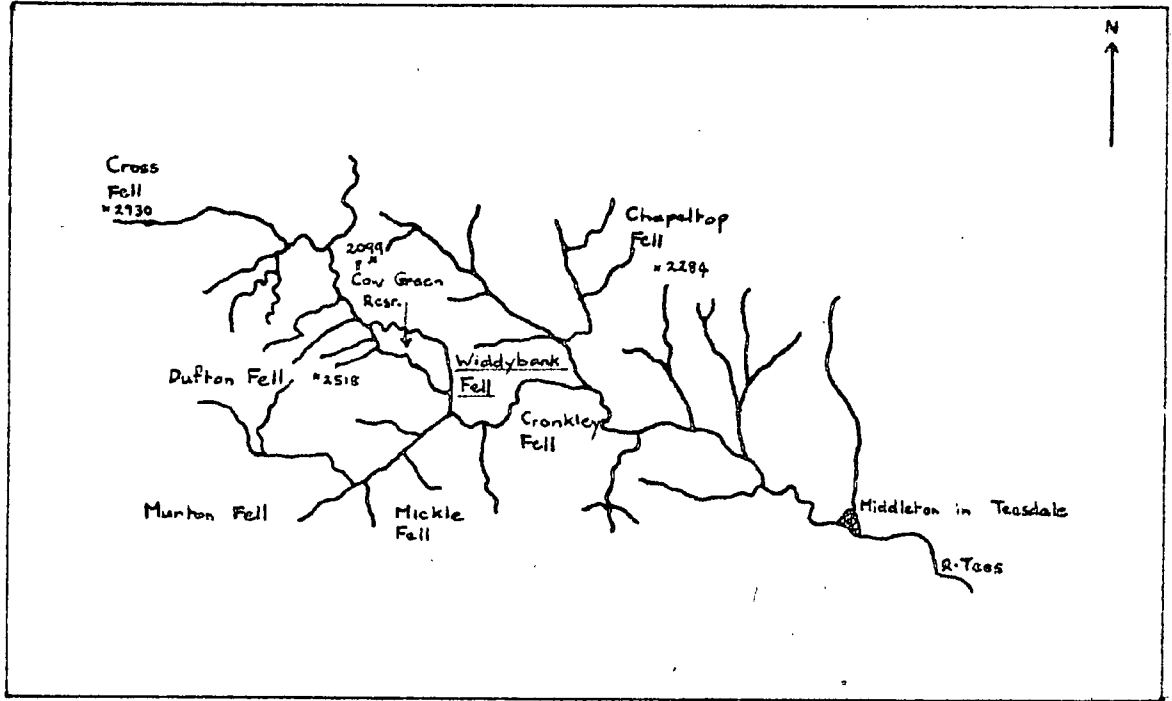 N
Cross
Fell
2930
Chapeltop
Fell
2284
2099
Cow Green
Resr.
Widdybank
Fell
Dufton Fell
2518
Cronkley
Fell
Murton Fell
Mickle
Fell
Middleton in Teesdale
R. Tees